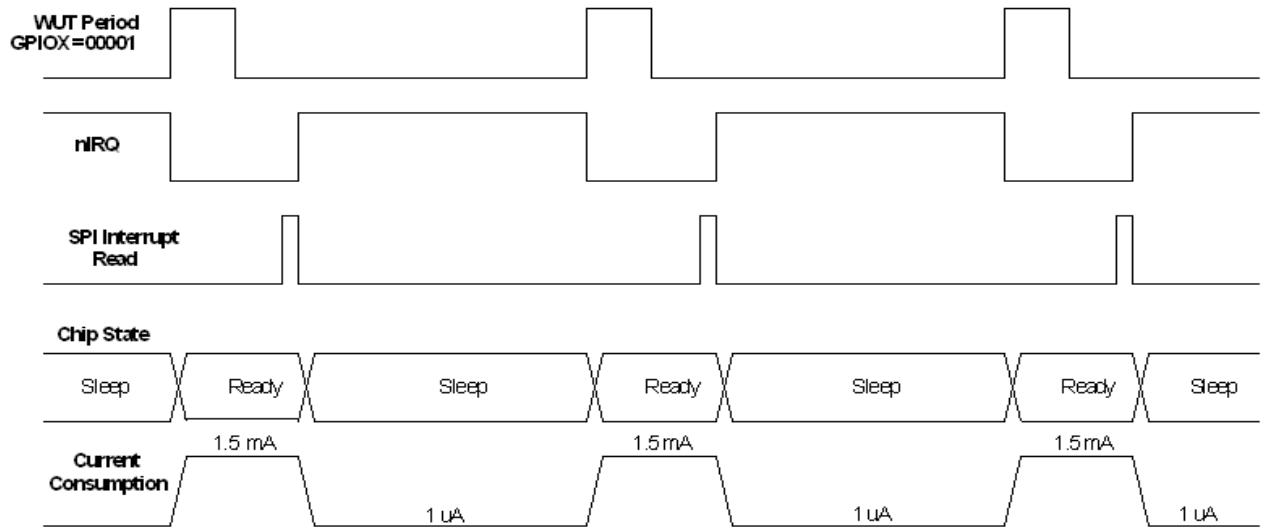 WUT Period
GPIOX=00001
nIRQ
SPI Interrupt
Read
Chip State
Sleep Ready Sleep Ready Sleep Ready Sleep
1.5 mA 1.5 mA 1.5 mA
Current
Consumption
1 uA 1 uA 1 uA